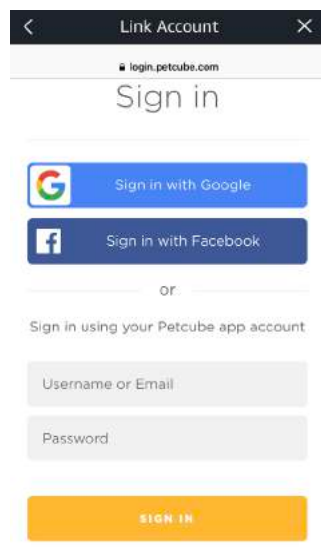 Link Account
login.petcube.com
Sign in
Sign in with Google
Sign in with Facebook
or
Sign in using your Petcube app account
Username or Email
Password
SIGN IN